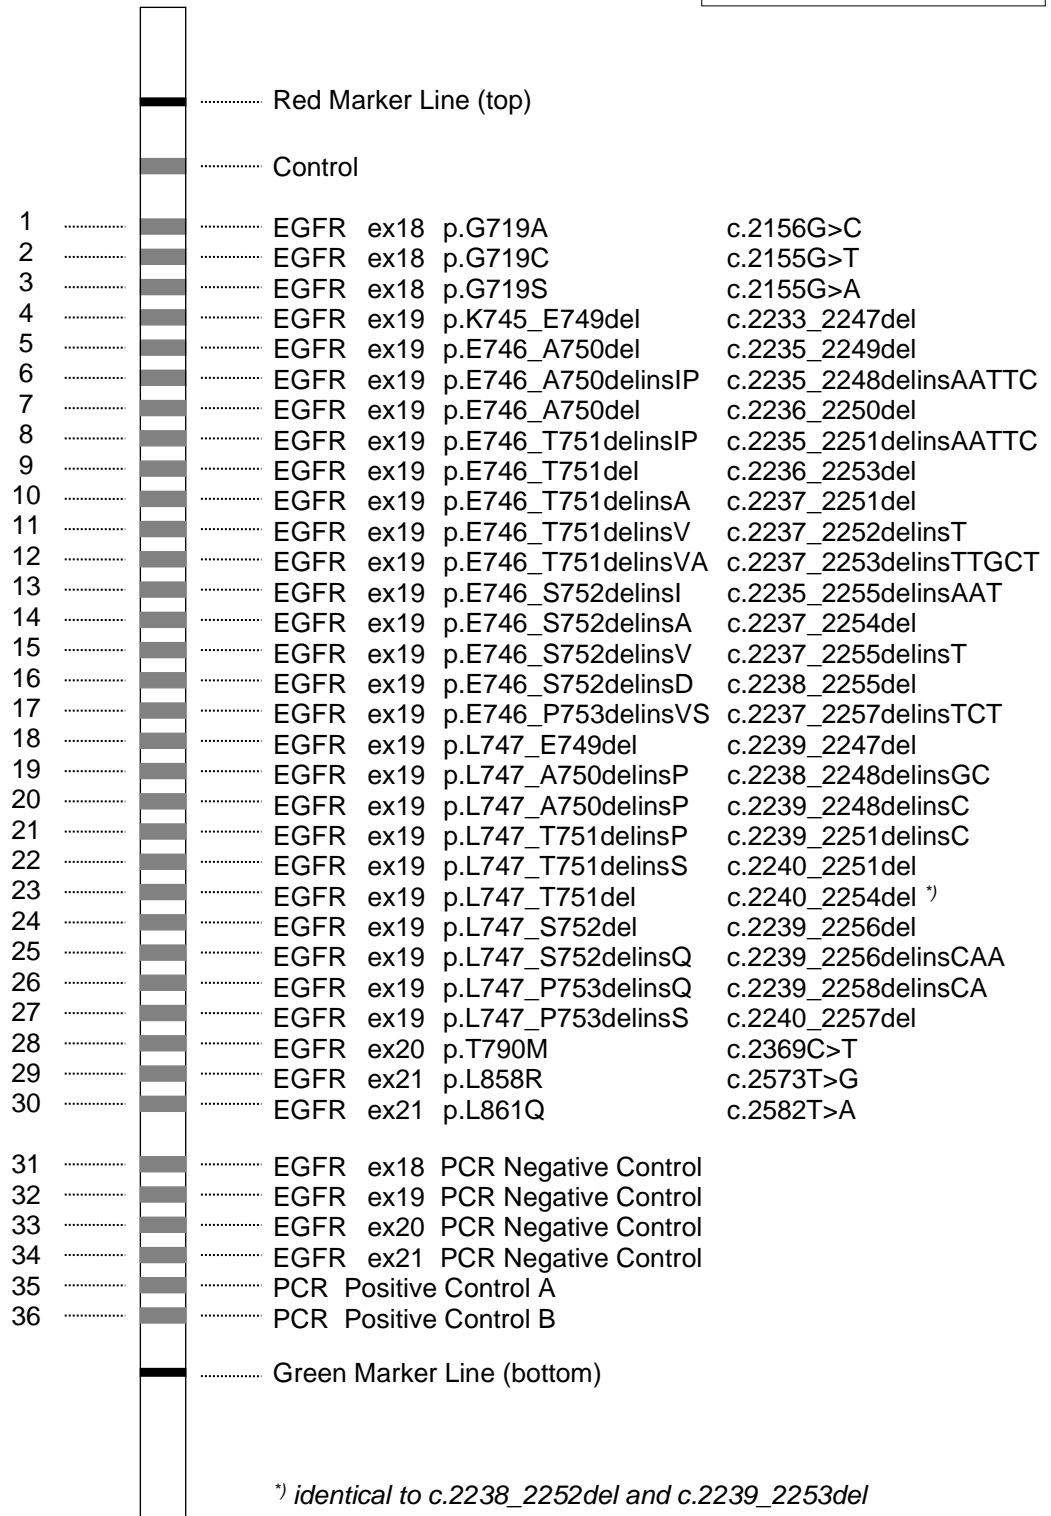 Red Marker Line (top)
Control
1 EGFR ex18 p.G719A c.2156G>C
2 EGFR ex18 p.G719C c.2155G>T
3 EGFR ex18 p.G719S c.2155G>A
4 EGFR ex19 p.K745_E749del c.2233_2247del
5 EGFR ex19 p.E746_A750del c.2235_2249del
6 EGFR ex19 p.E746_A750delinsIP c.2235_2248delinsAATTC
7 EGFR ex19 p.E746_A750del c.2236_2250del
8 EGFR ex19 p.E746_T751delinsIP c.2235_2251delinsAATTC
9 EGFR ex19 p.E746_T751del c.2236_2253del
10 EGFR ex19 p.E746_T751delinsA c.2237_2251del
11 EGFR ex19 p.E746_T751delinsV c.2237_2252delinsT
12 EGFR ex19 p.E746_T751delinsVA c.2237_2253delinsTTGCT
13 EGFR ex19 p.E746_S752delinsI c.2235_2255delinsAAT
14 EGFR ex19 p.E746_S752delinsA c.2237_2254del
15 EGFR ex19 p.E746_S752delinsV c.2237_2255delinsT
16 EGFR ex19 p.E746_S752delinsD c.2238_2255del
17 EGFR ex19 p.E746_P753delinsVS c.2237_2257delinsTCT
18 EGFR ex19 p.L747_E749del c.2239_2247del
19 EGFR ex19 p.L747_A750delinsP c.2238_2248delinsGC
20 EGFR ex19 p.L747_A750delinsP c.2239_2248delinsC
21 EGFR ex19 p.L747_T751delinsP c.2239_2251delinsC
22 EGFR ex19 p.L747_T751delinsS c.2240_2251del
23 EGFR ex19 p.L747_T751del c.2240_2254del *)
24 EGFR ex19 p.L747_S752del c.2239_2256del
25 EGFR ex19 p.L747_S752delinsQ c.2239_2256delinsCAA
26 EGFR ex19 p.L747_P753delinsQ c.2239_2258delinsCA
27 EGFR ex19 p.L747_P753delinsS c.2240_2257del
28 EGFR ex20 p.T790M c.2369C>T
29 EGFR ex21 p.L858R c.2573T>G
30 EGFR ex21 p.L861Q c.2582T>A
31 EGFR ex18 PCR Negative Control
32 EGFR ex19 PCR Negative Control
33 EGFR ex20 PCR Negative Control
34 EGFR ex21 PCR Negative Control
35 PCR Positive Control A
36 PCR Positive Control B
Green Marker Line (bottom)
*) identical to c.2238_2252del and c.2239_2253del